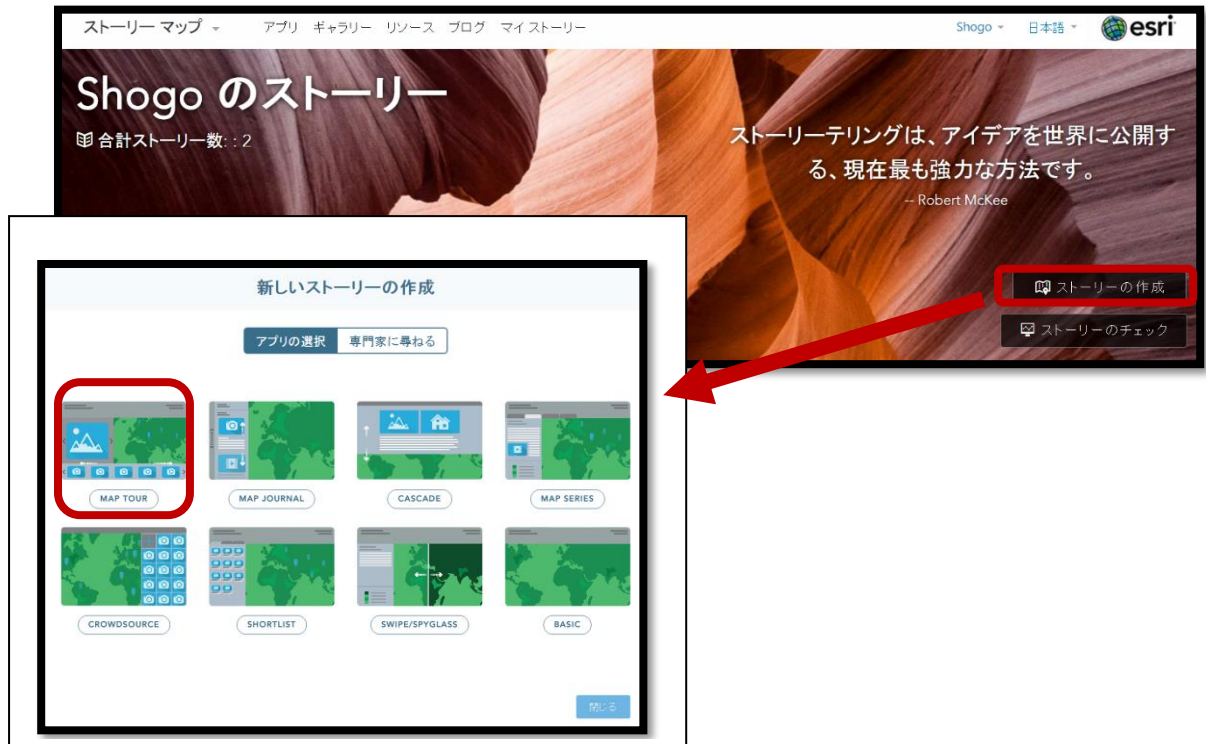 ストーリー マップ アプリ ギャラリー リソース ブログ マイストーリー Shogo 日本語 esri
Shogo のストーリー
合計ストーリー数: : 2
ストーリーテリングは、アイデアを世界に公開す
る、現在最も強力な方法です。
-- Robert McKee
ストーリーの作成
ストーリーのチェック
新しいストーリーの作成
アプリの選択 専門家に尋ねる
MAP TOUR MAP JOURNAL CASCADE MAP SERIES
CROWDSOURCE SHORTLIST SWIPE/SPYGLASS BASIC
閉じる